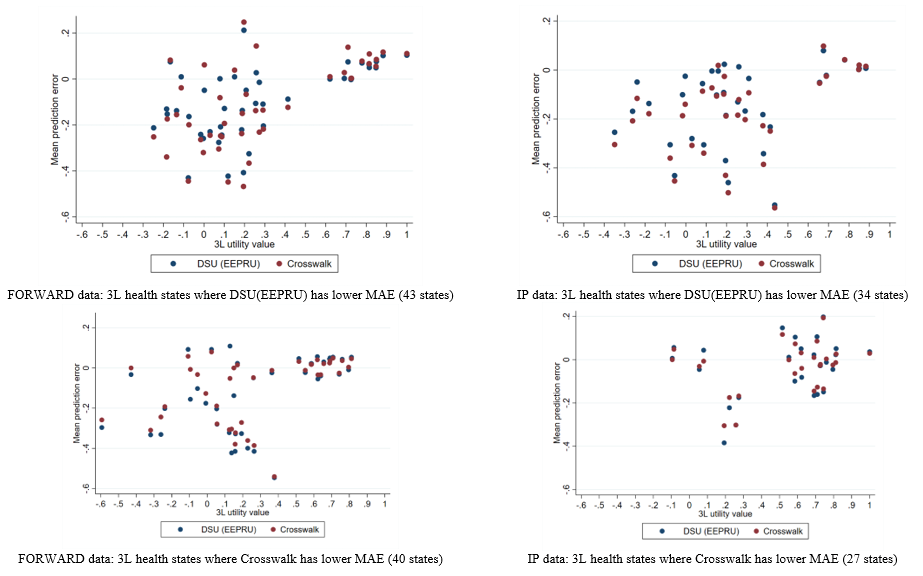 .2
0
-.2
-.4
-.6
Mean prediction error
-.6 -.5 -.4 -.3 -.2 -.1 0 .1 .2 .3 .4 .5 .6 .7 .8 .9 1
3L utility value
DSU (EEPRU) Crosswalk
FORWARD data: 3L health states where DSU(EEPRU) has lower MAE (43 states)
.2
0
-.2
-.4
-.6
Mean prediction error
-.6 -.5 -.4 -.3 -.2 -.1 0 .1 .2 .3 .4 .5 .6 .7 .8 .9 1
3L utility value
DSU (EEPRU) Crosswalk
IP data: 3L health states where DSU(EEPRU) has lower MAE (34 states)
.2
0
-.2
-.4
-.6
Mean prediction error
-.6 -.5 -.4 -.3 -.2 -.1 0 .1 .2 .3 .4 .5 .6 .7 .8 .9 1
3L utility value
DSU (EEPRU) Crosswalk
FORWARD data: 3L health states where Crosswalk has lower MAE (40 states)
.2
0
-.2
-.4
-.6
Mean prediction error
-.6 -.5 -.4 -.3 -.2 -.1 0 .1 .2 .3 .4 .5 .6 .7 .8 .9 1
3L utility value
DSU (EEPRU) Crosswalk
IP data: 3L health states where Crosswalk has lower MAE (27 states)